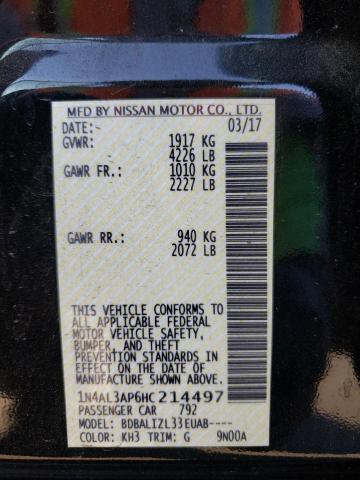 MFD BY NISSAN MOTOR CO., LTD.
DATE:- 03/17
GVWR: 1917 KG
4226 LB
GAWR FR.: 1010 KG
2227 LB
GAWR RR.: 940 KG
2072 LB
THIS VEHICLE CONFORMS TO
ALL APPLICABLE FEDERAL
MOTOR VEHICLE SAFETY,
BUMPER, AND THEFT
PREVENTION STANDARDS IN
EFFECT ON THE DATE OF
MANUFACTURE SHOWN ABOVE.
1N4AL3AP6HC214497
PASSENGER CAR 792
MODEL: BDBALIZL33EUAB----
COLOR: KH3 TRIM: G 9N00A